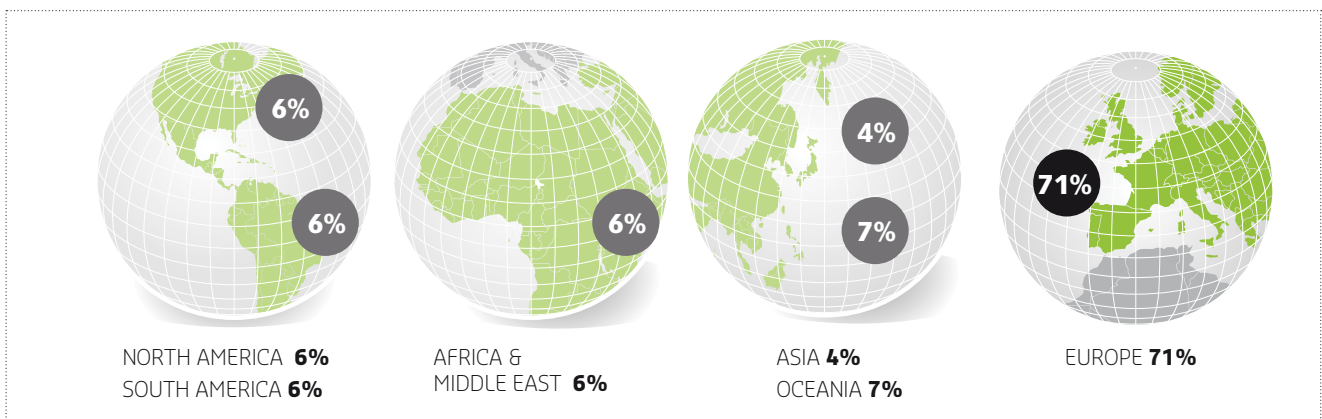 6%
6%
NORTH AMERICA 6%
SOUTH AMERICA 6%
6%
AFRICA &
MIDDLE EAST 6%
4%
7%
ASIA 4%
OCEANIA 7%
71%
EUROPE 71%